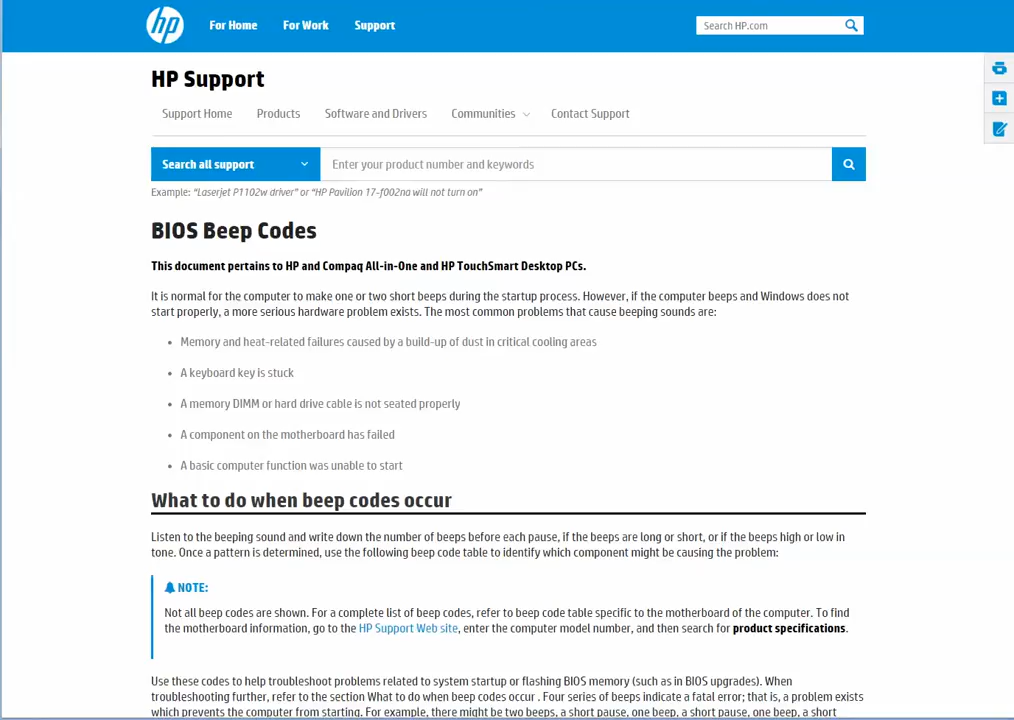 hp
For Home For Work Support
Search HP.com
HP Support
Support Home Products Software and Drivers Communities Contact Support
Search all support Enter your product number and keywords
Example: "Laserjet P1102w driver" or "HP Pavilion 17-f002na will not turn on"
BIOS Beep Codes
This document pertains to HP and Compaq All-in-One and HP TouchSmart Desktop PCs.
It is normal for the computer to make one or two short beeps during the startup process. However, if the computer beeps and Windows does not
start properly, a more serious hardware problem exists. The most common problems that cause beeping sounds are:
• Memory and heat-related failures caused by a build-up of dust in critical cooling areas
• A keyboard key is stuck
• A memory DIMM or hard drive cable is not seated properly
• A component on the motherboard has failed
• A basic computer function was unable to start
What to do when beep codes occur
Listen to the beeping sound and write down the number of beeps before each pause, if the beeps are long or short, or if the beeps high or low in
tone. Once a pattern is determined, use the following beep code table to identify which component might be causing the problem:
NOTE:
Not all beep codes are shown. For a complete list of beep codes, refer to beep code table specific to the motherboard of the computer. To find
the motherboard information, go to the HP Support Web site, enter the computer model number, and then search for product specifications.
Use these codes to help troubleshoot problems related to system startup or flashing BIOS memory (such as in BIOS upgrades). When
troubleshooting further, refer to the section What to do when beep codes occur . Four series of beeps indicate a fatal error; that is, a problem exists
which prevents the computer from starting. For example, there might be two beeps, a short pause, one beep, a short pause, one beep, a short